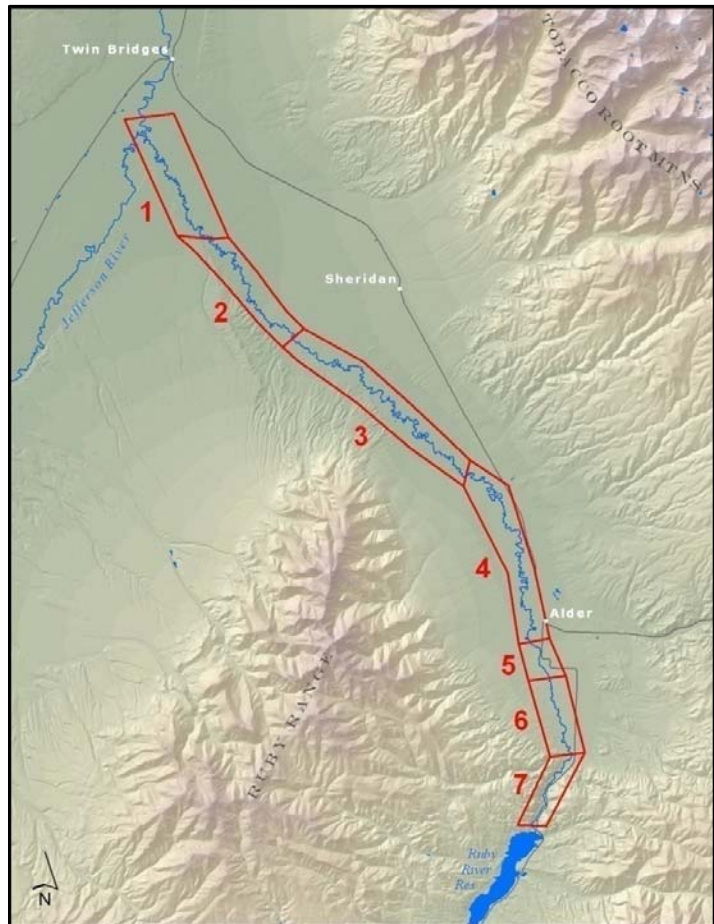 Twin Bridges
TOBACCO ROOT MTNS
1
Jefferson River
Sheridan
2
3
4
Alder
5
RUBY RANGE
6
7
Ruby
River
Res
N